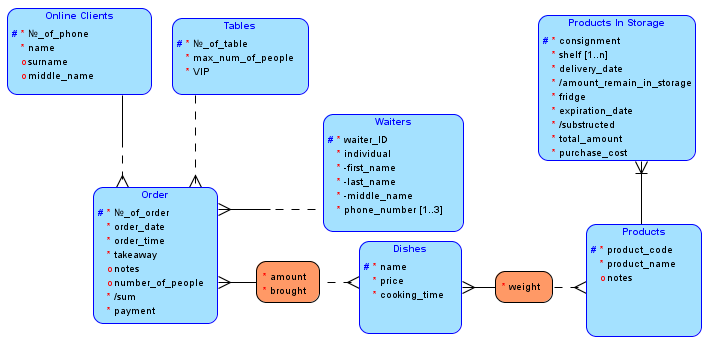 Online Clients
# * №_of_phone
* name
o surname
o middle_name
Tables
# * №_of_table
* max_num_of_people
* VIP
Products In Storage
# * consignment
* shelf [1..n]
* delivery_date
* /amount_remain_in_storage
* fridge
* expiration_date
* /substructed
* total_amount
* purchase_cost
Waiters
# * waiter_ID
* individual
* -first_name
* -last_name
* -middle_name
* phone_number [1..3]
Order
# * №_of_order
* order_date
* order_time
* takeaway
o notes
o number_of_people
* /sum
* payment
* amount
* brought
Dishes
# * name
* price
* cooking_time
* weight
Products
# * product_code
* product_name
o notes